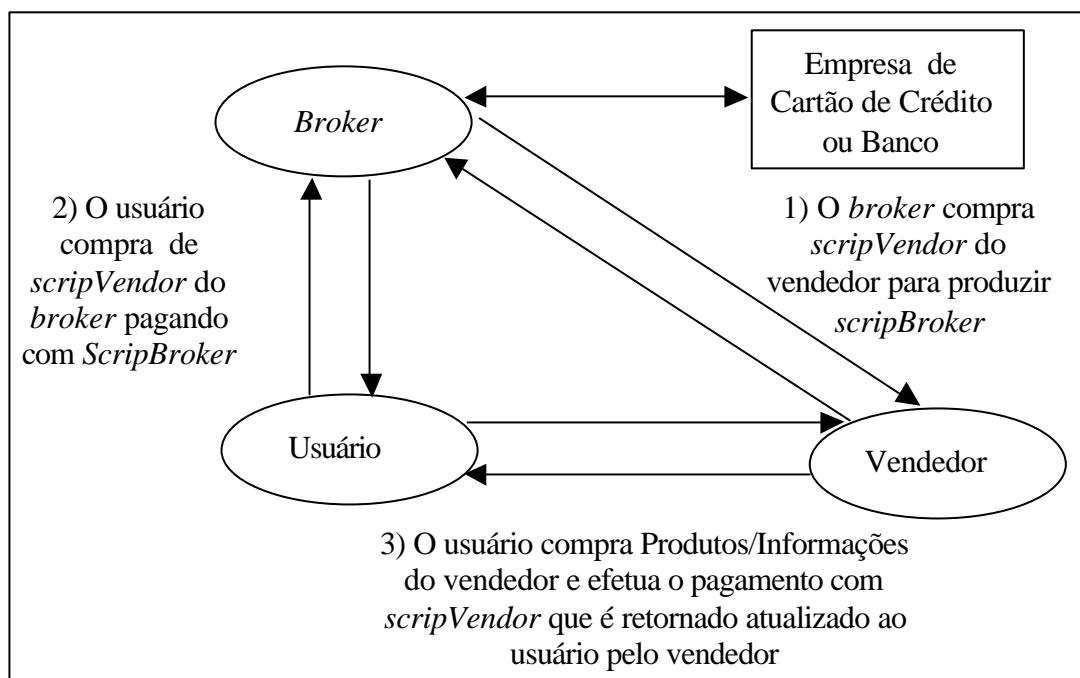 Empresa de
Cartão de Crédito
ou Banco
Broker
1) O broker compra
scripVendor do
vendedor para produzir
scripBroker
2) O usuário
compra de
scripVendor do
broker pagando
com ScripBroker
Usuário
Vendedor
3) O usuário compra Produtos/Informações
do vendedor e efetua o pagamento com
scripVendor que é retornado atualizado ao
usuário pelo vendedor